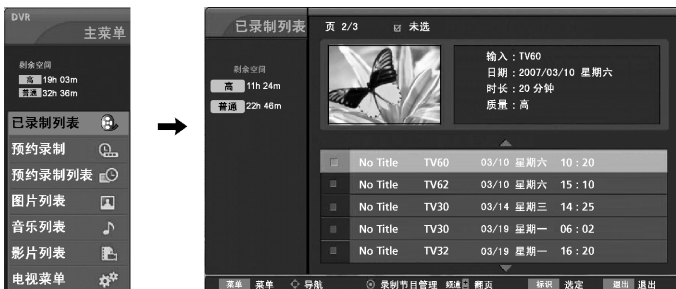 DVR
主菜单
剩余空间
高 19h 03m
普通 32h 36m
已录制列表
预约录制
预约录制列表
图片列表
音乐列表
影片列表
电视菜单
已录制列表
剩余空间
高 11h 24m
普通 22h 46m
页 2/3 未选
输入：TV60
日期：2007/03/10 星期六
时长：20 分钟
质量：高
No Title TV60 03/10 星期六 10 : 20
No Title TV62 03/10 星期六 15 : 10
No Title TV30 03/14 星期三 14 : 25
No Title TV30 03/19 星期一 06 : 02
No Title TV32 03/19 星期一 16 : 20
菜单 菜单 导航 录制节目管理 频道 翻页 标识 选定 退出 退出